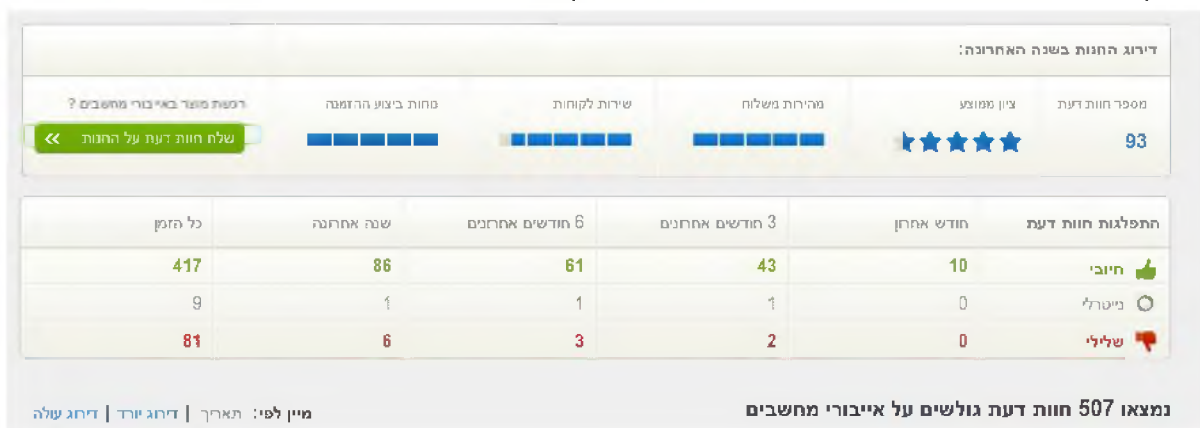 דירוג החנות בשנה האחרונה:
מספר חוות דעת ציון ממוצע מהירות משלוח שירות לקוחות נוחות ביצוע ההזמנה רכשת מוצר באייבורי מחשבים ?
93 שלח חוות דעת על החנות »
התפלגות חוות דעת חודש אחרון 3 חודשים אחרונים 6 חודשים אחרונים שנה אחרונה כל הזמן
חיובי 10 43 61 86 417
נייטרלי 0 1 1 1 9
שלילי 0 2 3 6 81
נמצאו 507 חוות דעת גולשים על אייבורי מחשבים מיין לפי: תאריך | דירוג יורד | דירוג עולה